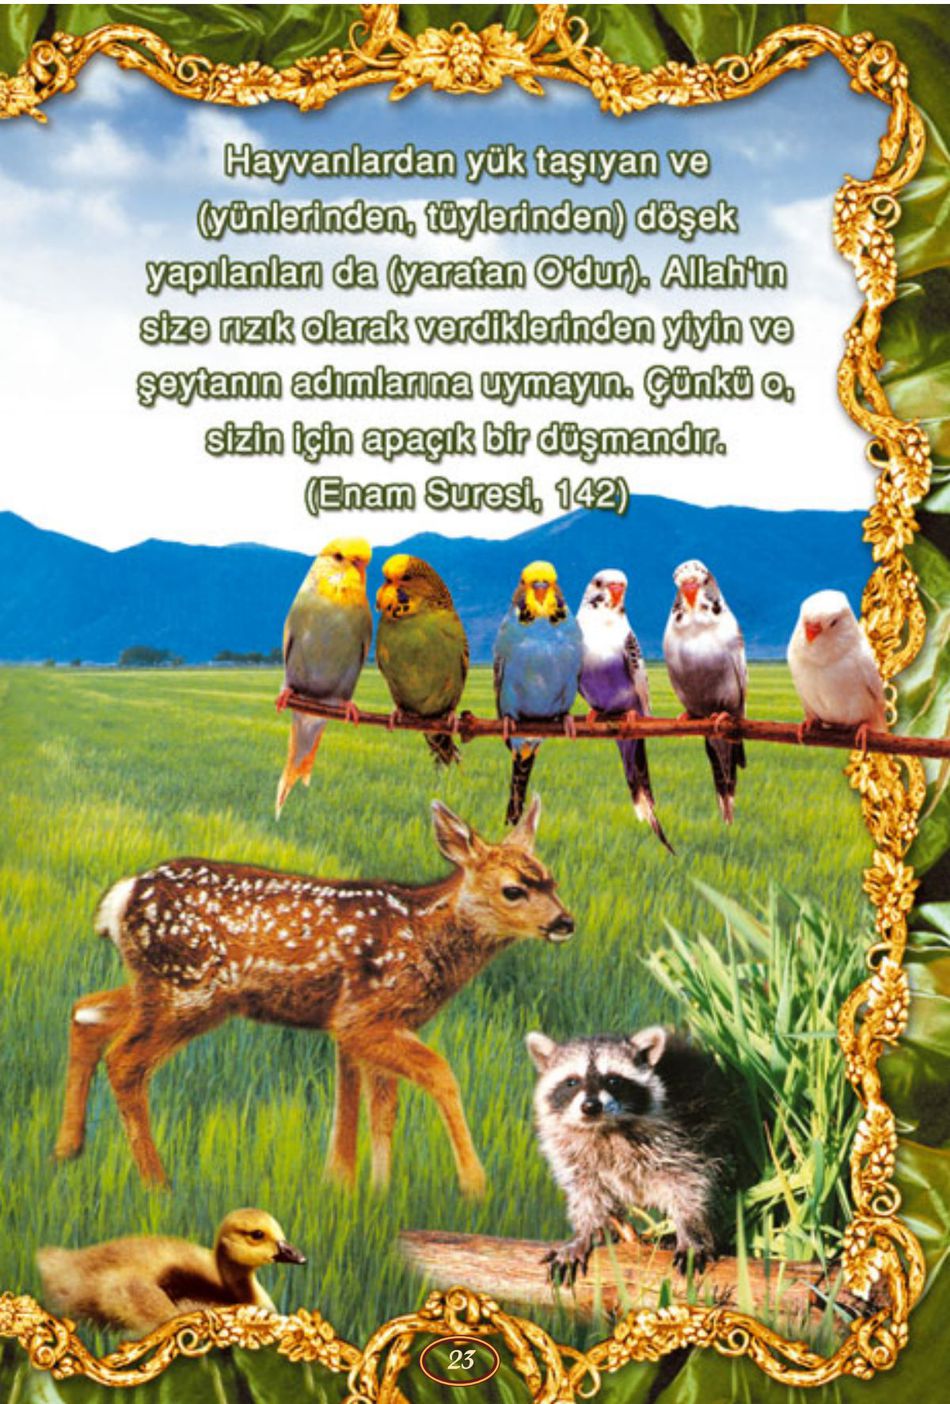 Hayvanlardan yük taşıyan ve
(yünlerinden, tüylerinden) döşek
yapılanları da (yaratan O'dur). Allah'ın
size rızık olarak verdiklerinden yiyin ve
şeytanın adımlarına uymayın. Çünkü o,
sizin için apaçık bir düşmandır.
(Enam Suresi, 142)
23